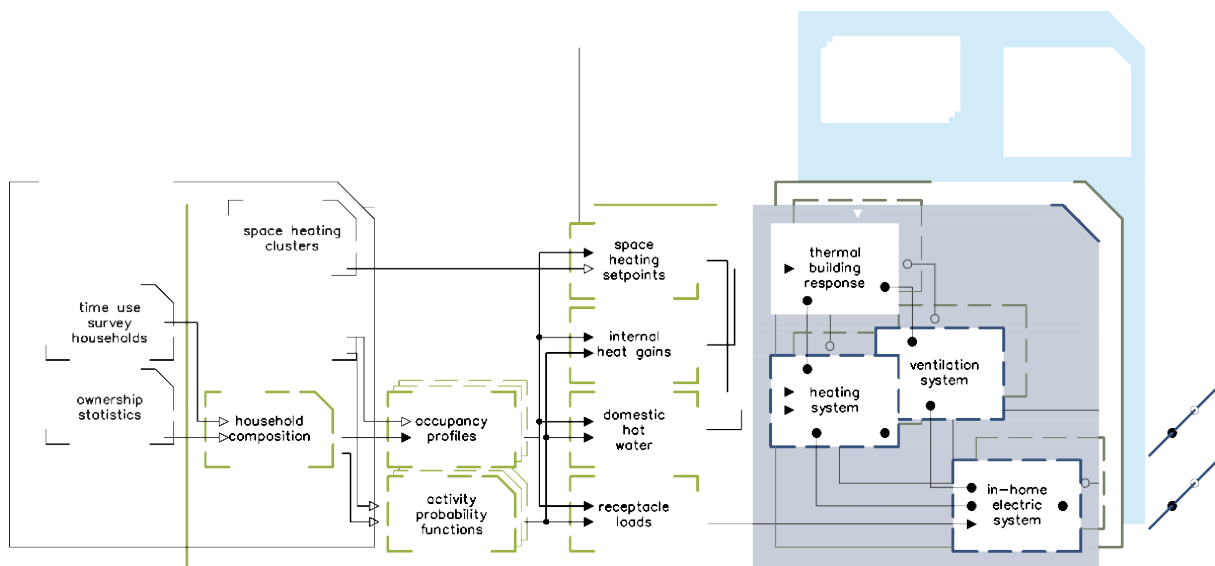 space heating
clusters
time use
survey
households
ownership
statistics
household
composition
occupancy
profiles
activity
probability
functions
space
heating
setpoints
internal
heat gains
domestic
hot
water
receptacle
loads
thermal
building
response
ventilation
system
heating
system
in-home
electric
system